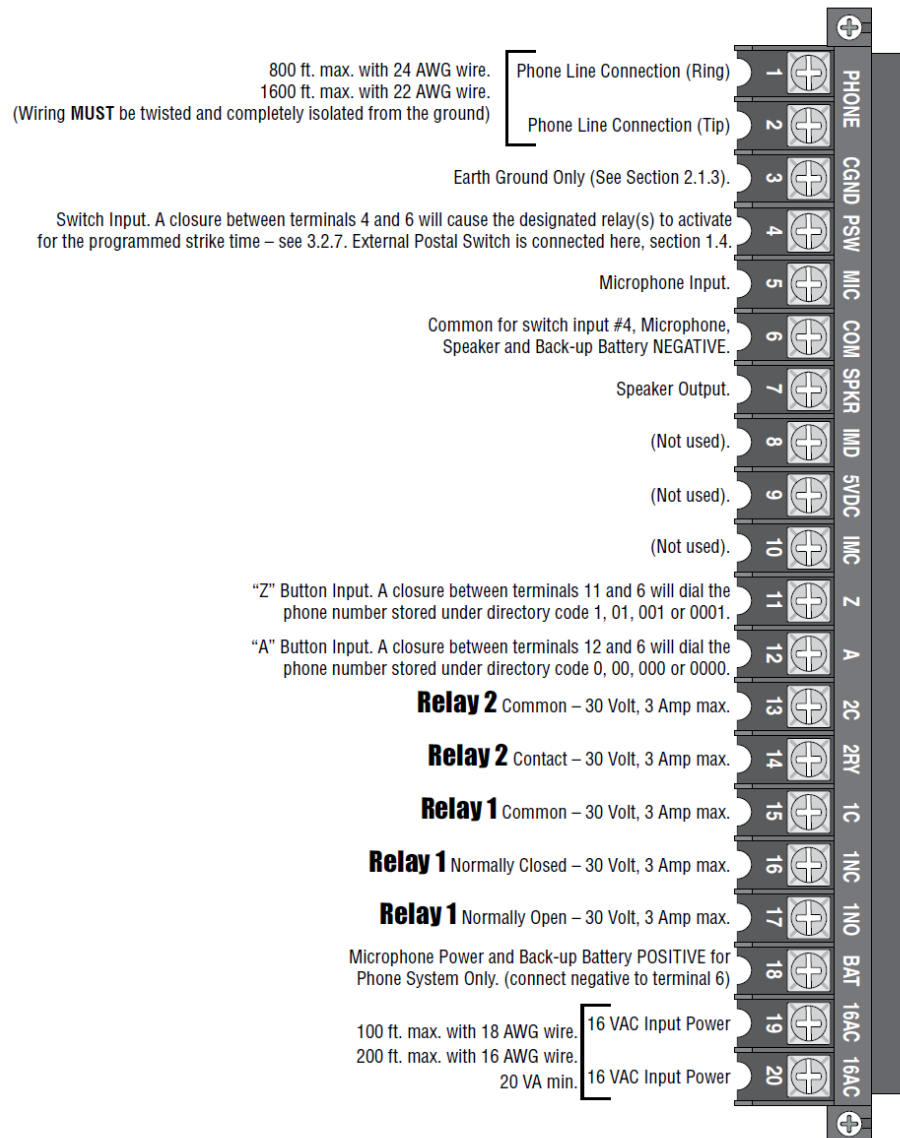 800 ft. max. with 24 AWG wire.
1600 ft. max. with 22 AWG wire.
(Wiring MUST be twisted and completely isolated from the ground)
Phone Line Connection (Ring)
1
Phone Line Connection (Tip)
2
PHONE
Earth Ground Only (See Section 2.1.3).
3
CGND
Switch Input. A closure between terminals 4 and 6 will cause the designated relay(s) to activate
for the programmed strike time – see 3.2.7. External Postal Switch is connected here, section 1.4.
4
PSW
Microphone Input.
5
MIC
Common for switch input #4, Microphone,
Speaker and Back-up Battery NEGATIVE.
6
COM
Speaker Output.
7
SPKR
(Not used).
8
IMD
(Not used).
9
5VDC
(Not used).
10
IMC
“Z” Button Input. A closure between terminals 11 and 6 will dial the
phone number stored under directory code 1, 01, 001 or 0001.
11
Z
“A” Button Input. A closure between terminals 12 and 6 will dial the
phone number stored under directory code 0, 00, 000 or 0000.
12
A
Relay 2 Common – 30 Volt, 3 Amp max.
13
2C
Relay 2 Contact – 30 Volt, 3 Amp max.
14
2RY
Relay 1 Common – 30 Volt, 3 Amp max.
15
1C
Relay 1 Normally Closed – 30 Volt, 3 Amp max.
16
1NC
Relay 1 Normally Open – 30 Volt, 3 Amp max.
17
1NO
Microphone Power and Back-up Battery POSITIVE for
Phone System Only. (connect negative to terminal 6)
18
BAT
100 ft. max. with 18 AWG wire.
200 ft. max. with 16 AWG wire.
20 VA min.
16 VAC Input Power
19
16AC
16 VAC Input Power
20
16AC